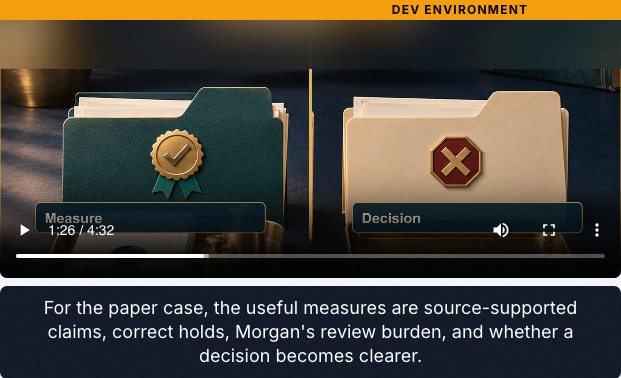 DEV ENVIRONMENT
Measure
Decision
1:26 / 4:32
For the paper case, the useful measures are source-supported
claims, correct holds, Morgan's review burden, and whether a
decision becomes clearer.